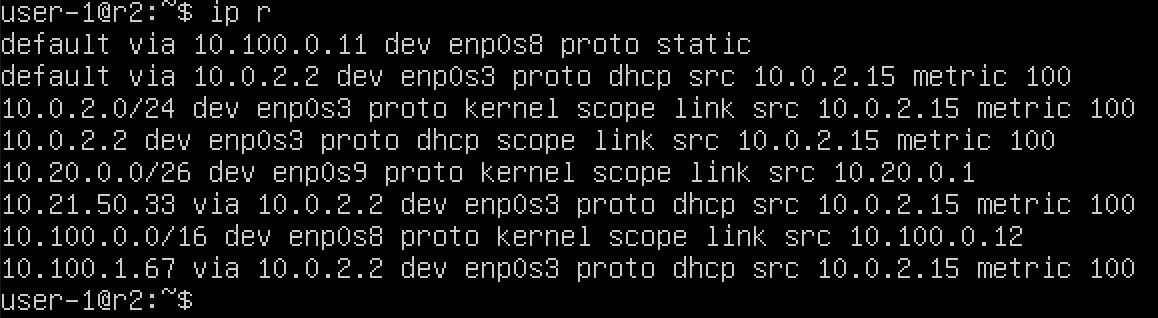 user-1@r2:~$ ip r
default via 10.100.0.11 dev enp0s8 proto static
default via 10.0.2.2 dev enp0s3 proto dhcp src 10.0.2.15 metric 100
10.0.2.0/24 dev enp0s3 proto kernel scope link src 10.0.2.15 metric 100
10.0.2.2 dev enp0s3 proto dhcp scope link src 10.0.2.15 metric 100
10.20.0.0/26 dev enp0s9 proto kernel scope link src 10.20.0.1
10.21.50.33 via 10.0.2.2 dev enp0s3 proto dhcp src 10.0.2.15 metric 100
10.100.0.0/16 dev enp0s8 proto kernel scope link src 10.100.0.12
10.100.1.67 via 10.0.2.2 dev enp0s3 proto dhcp src 10.0.2.15 metric 100
user-1@r2:~$